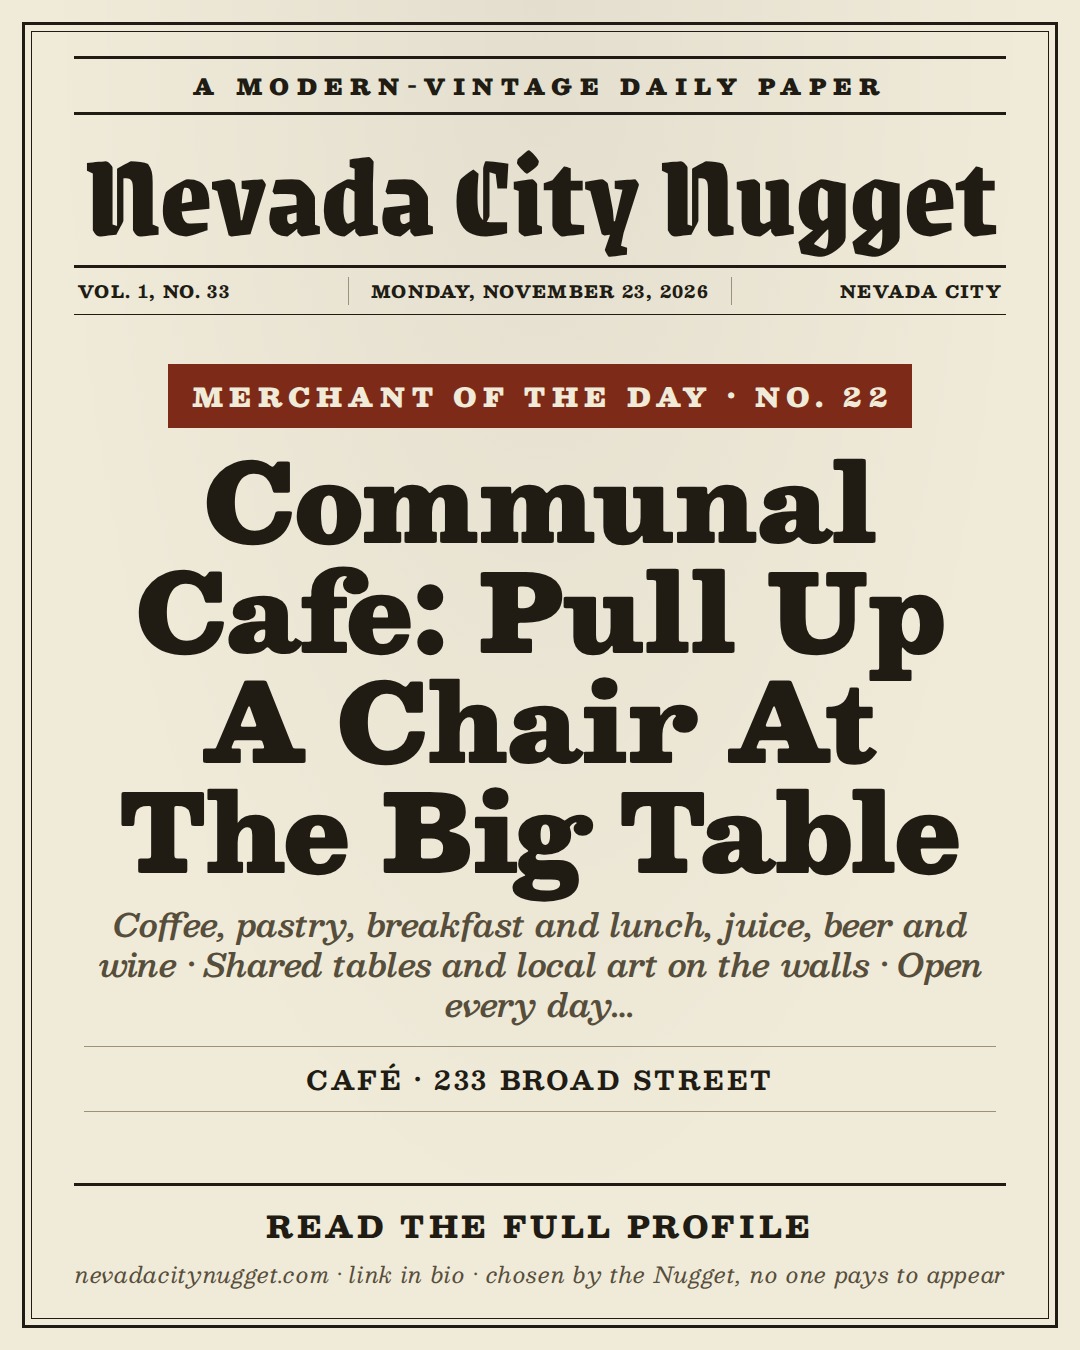 A MODERN-VINTAGE DAILY PAPER
Nevada City Nugget
VOL. 1, NO. 33
MONDAY, NOVEMBER 23, 2026
NEVADA CITY
MERCHANT OF THE DAY · NO. 22
Communal
Cafe: Pull Up
A Chair At
The Big Table
Coffee, pastry, breakfast and lunch, juice, beer and
wine · Shared tables and local art on the walls · Open
every day...
CAFÉ · 233 BROAD STREET
READ THE FULL PROFILE
nevadacitynugget.com · link in bio · chosen by the Nugget, no one pays to appear